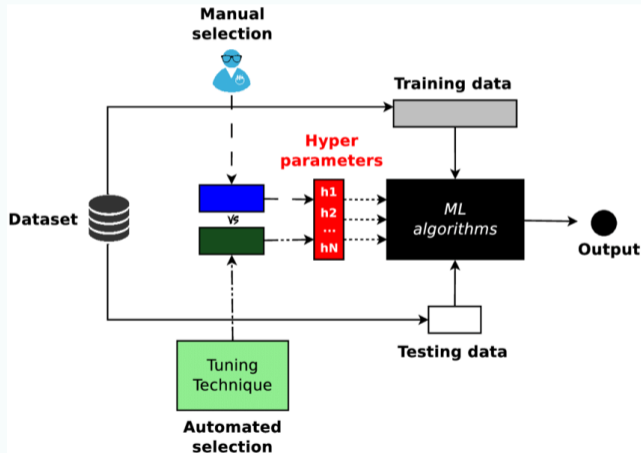 Manual
selection
Training data
Hyper
parameters
h1
h2
...
hN
ML
algorithms
Dataset
vs
Output
Testing data
Tuning
Technique
Automated
selection